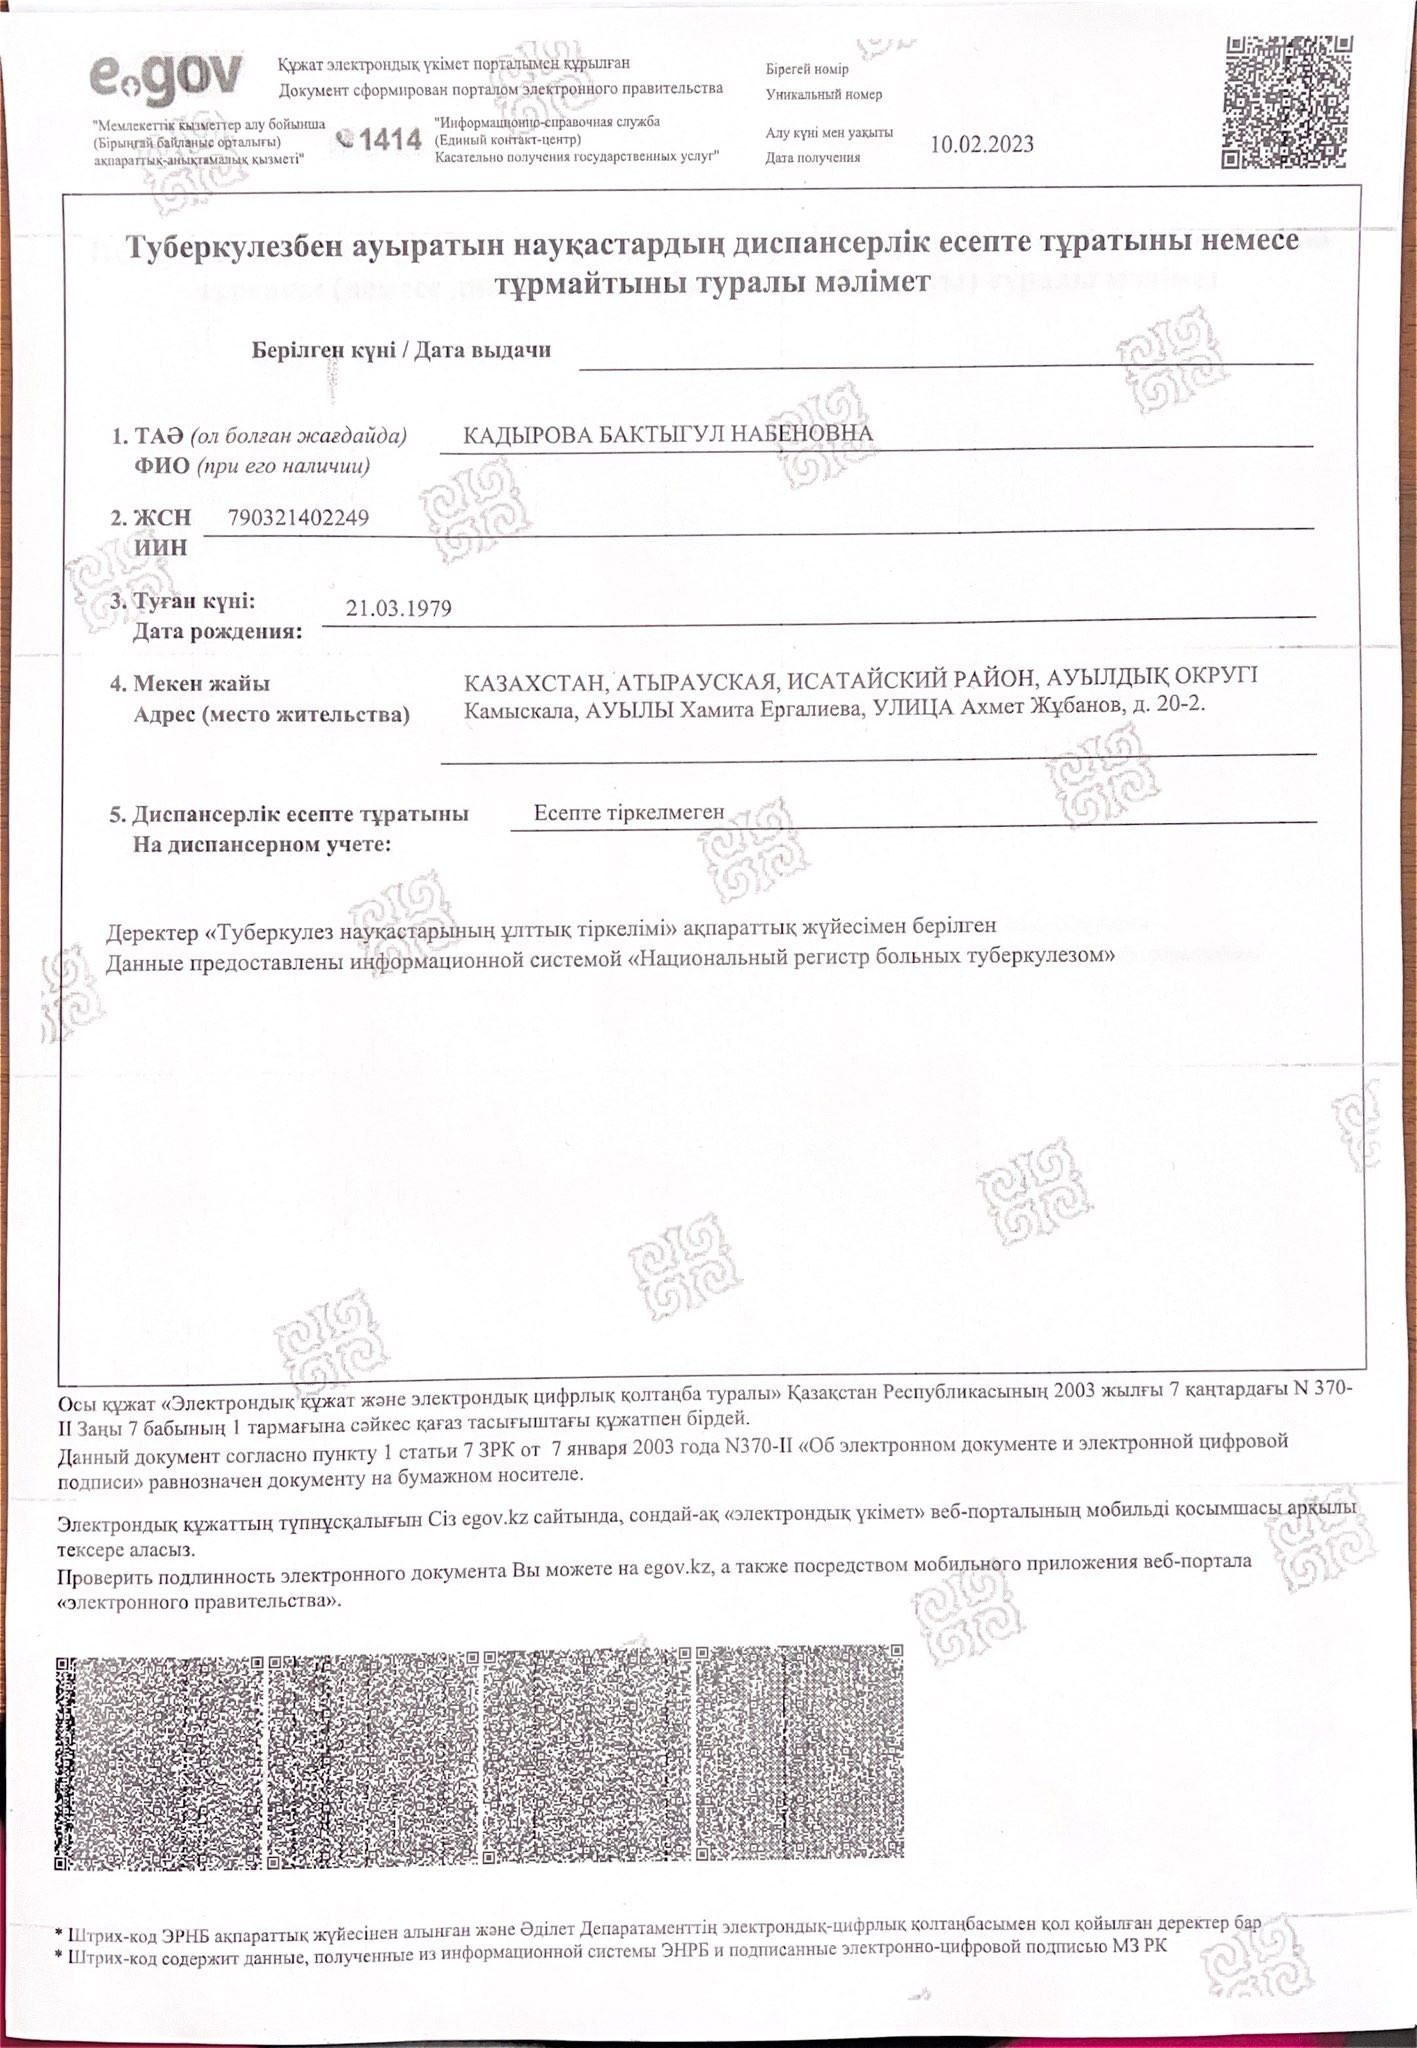 e.gov
Құжат электрондық үкімет порталымен құрылған
Документ сформирован порталом электронного правительства
"Мемлекеттік қызметтер алу бойынша
(Бірыңғай байланыс орталығы)
ақпараттық-анықтамалық қызметі"
1414
"Информационно-справочная служба
(Единый контакт-центр)
Касательно получения государственных услуг"
Бірегей нөмір
Уникальный номер
Алу күні мен уақыты
Дата получения
10.02.2023
Туберкулезбен ауыратын науқастардың диспансерлік есепте тұратыны немесе
тұрмайтыны туралы мәлімет
Берілген күні / Дата выдачи
1. ТАӘ (ол болған жағдайда) КАДЫРОВА БАКТЫГУЛ НАБЕНОВНА
ФИО (при его наличии)
2. ЖСН 790321402249
ИИН
3. Туған күні: 21.03.1979
Дата рождения:
4. Мекен жайы КАЗАХСТАН, АТЫРАУСКАЯ, ИСАТАЙСКИЙ РАЙОН, АУЫЛДЫҚ ОКРУГІ
Адрес (место жительства) Камыскала, АУЫЛЫ Хамита Ергалиева, УЛИЦА Ахмет Жұбанов, д. 20-2.
5. Диспансерлік есепте тұратыны Есепте тіркелмеген
На диспансерном учете:
Деректер «Туберкулез науқастарының ұлттық тіркелімі» ақпараттық жүйесімен берілген
Данные предоставлены информационной системой «Национальный регистр больных туберкулезом»
Осы құжат «Электрондық құжат және электрондық цифрлық қолтаңба туралы» Қазақстан Республикасының 2003 жылғы 7 қаңтардағы N 370-
II Заңы 7 бабының 1 тармағына сәйкес қағаз тасығыштағы құжатпен бірдей.
Данный документ согласно пункту 1 статьи 7 ЗРК от 7 января 2003 года N370-II «Об электронном документе и электронной цифровой
подписи» равнозначен документу на бумажном носителе.
Электрондық құжаттың түпнұсқалығын Сіз egov.kz сайтында, сондай-ақ «электрондық үкімет» веб-порталының мобильді қосымшасы арқылы
тексере аласыз.
Проверить подлинность электронного документа Вы можете на egov.kz, а также посредством мобильного приложения веб-портала
«электронного правительства».
* Штрих-код ЭРНБ ақпараттық жүйесінен алынған және Әділет Департаменттің электрондық-цифрлық қолтаңбасымен қол қойылған деректер бар
* Штрих-код содержит данные, полученные из информационной системы ЭНРБ и подписанные электронно-цифровой подписью МЗ РК